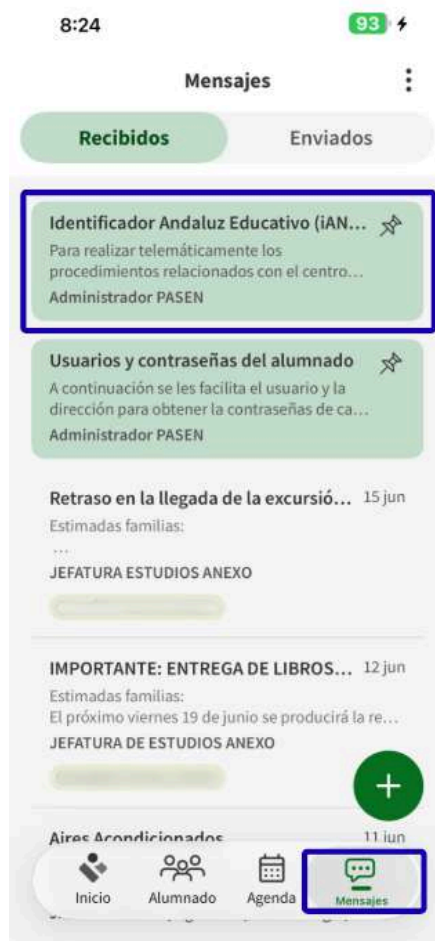 8:24
93
Mensajes
Recibidos
Enviados
Identificador Andaluz Educativo (iAN...
Para realizar telemáticamente los
procedimientos relacionados con el centro...
Administrador PASEN
Usuarios y contraseñas del alumnado
A continuación se les facilita el usuario y la
dirección para obtener la contraseñas de ca...
Administrador PASEN
Retraso en la llegada de la excursió... 15 jun
Estimadas familias:
...
JEFATURA ESTUDIOS ANEXO
IMPORTANTE: ENTREGA DE LIBROS... 12 jun
Estimadas familias:
El próximo viernes 19 de junio se producirá la re...
JEFATURA DE ESTUDIOS ANEXO
+
Aires Acondicionados 11 jun
Inicio
Alumnado
Agenda
Mensajes